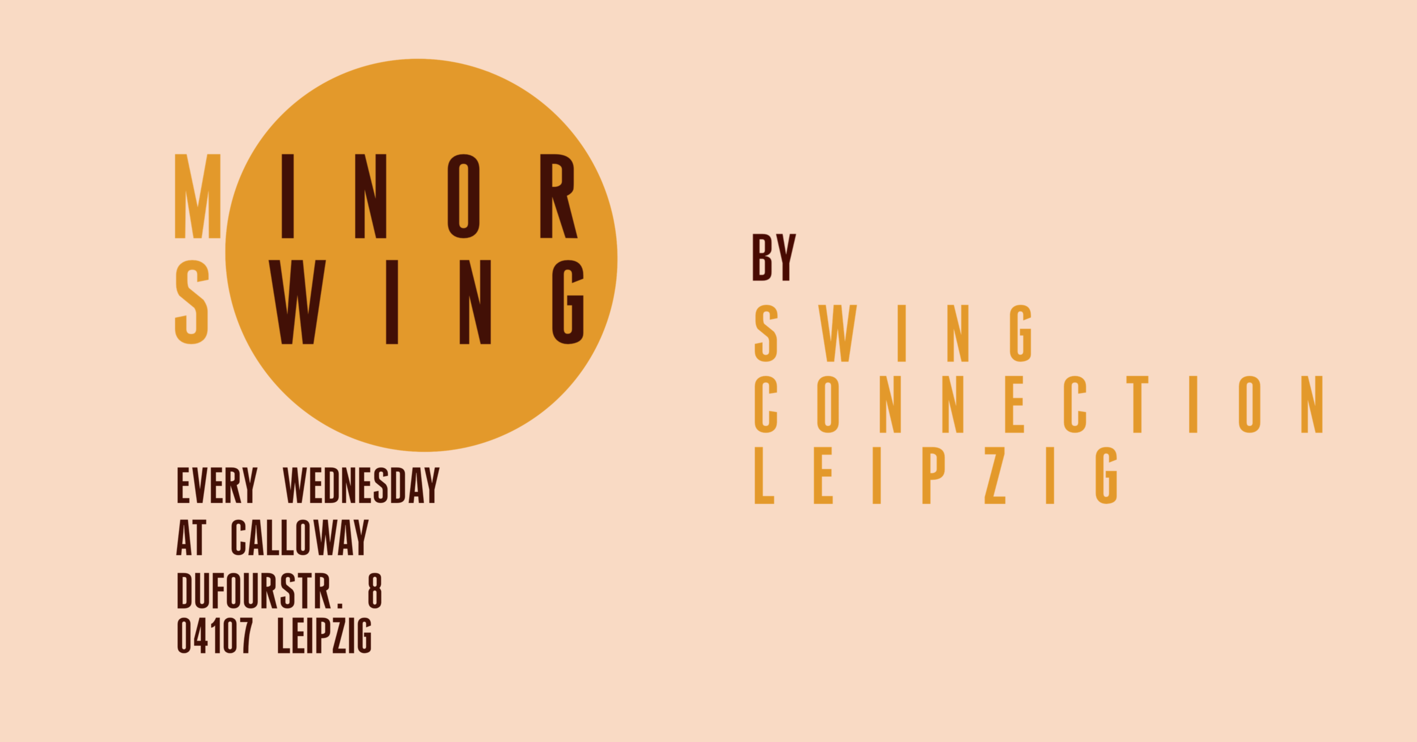 MINOR
SWING
EVERY WEDNESDAY
AT CALLOWAY
DUFOURSTR. 8
04107 LEIPZIG
BY
SWING
CONNECTION
LEIPZIG